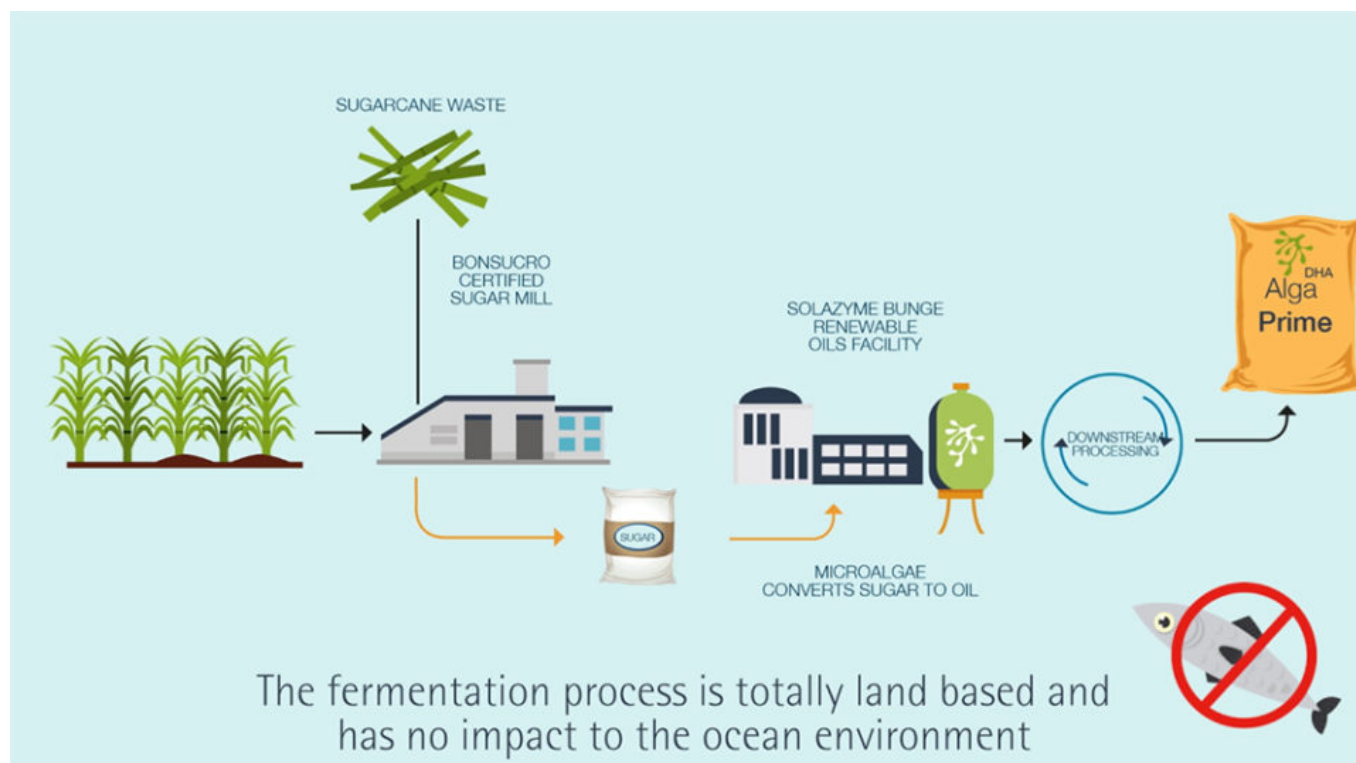 SUGARCANE WASTE
BONSUCRO
CERTIFIED
SUGAR MILL
SOLAZYME BUNGE
RENEWABLE
OILS FACILITY
DHA
Alga
Prime
DOWNSTREAM
PROCESSING
SUGAR
MICROALGAE
CONVERTS SUGAR TO OIL
The fermentation process is totally land based and
has no impact to the ocean environment